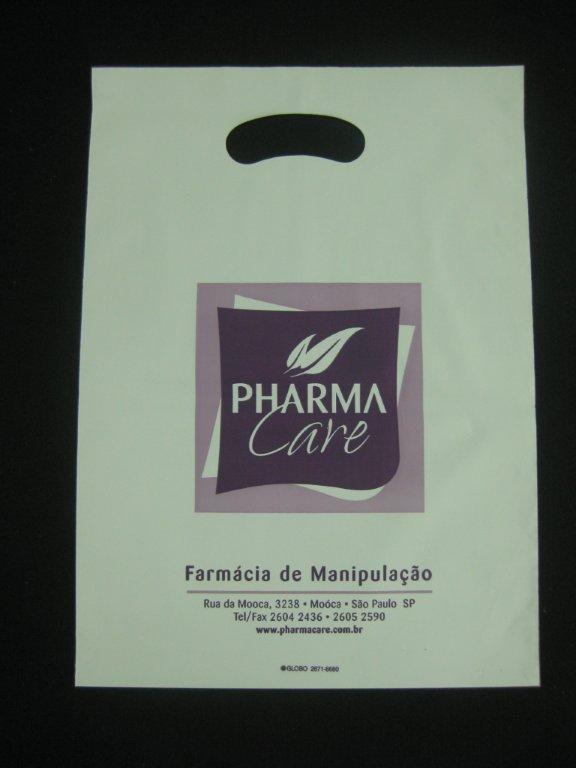 PHARMA
Care
Farmácia de Manipulação
Rua da Mooca, 3238 • Moóca • São Paulo SP
Tel/Fax 2604 2436 • 2605 2590
www.pharmacare.com.br
GLOBO 2671-6680